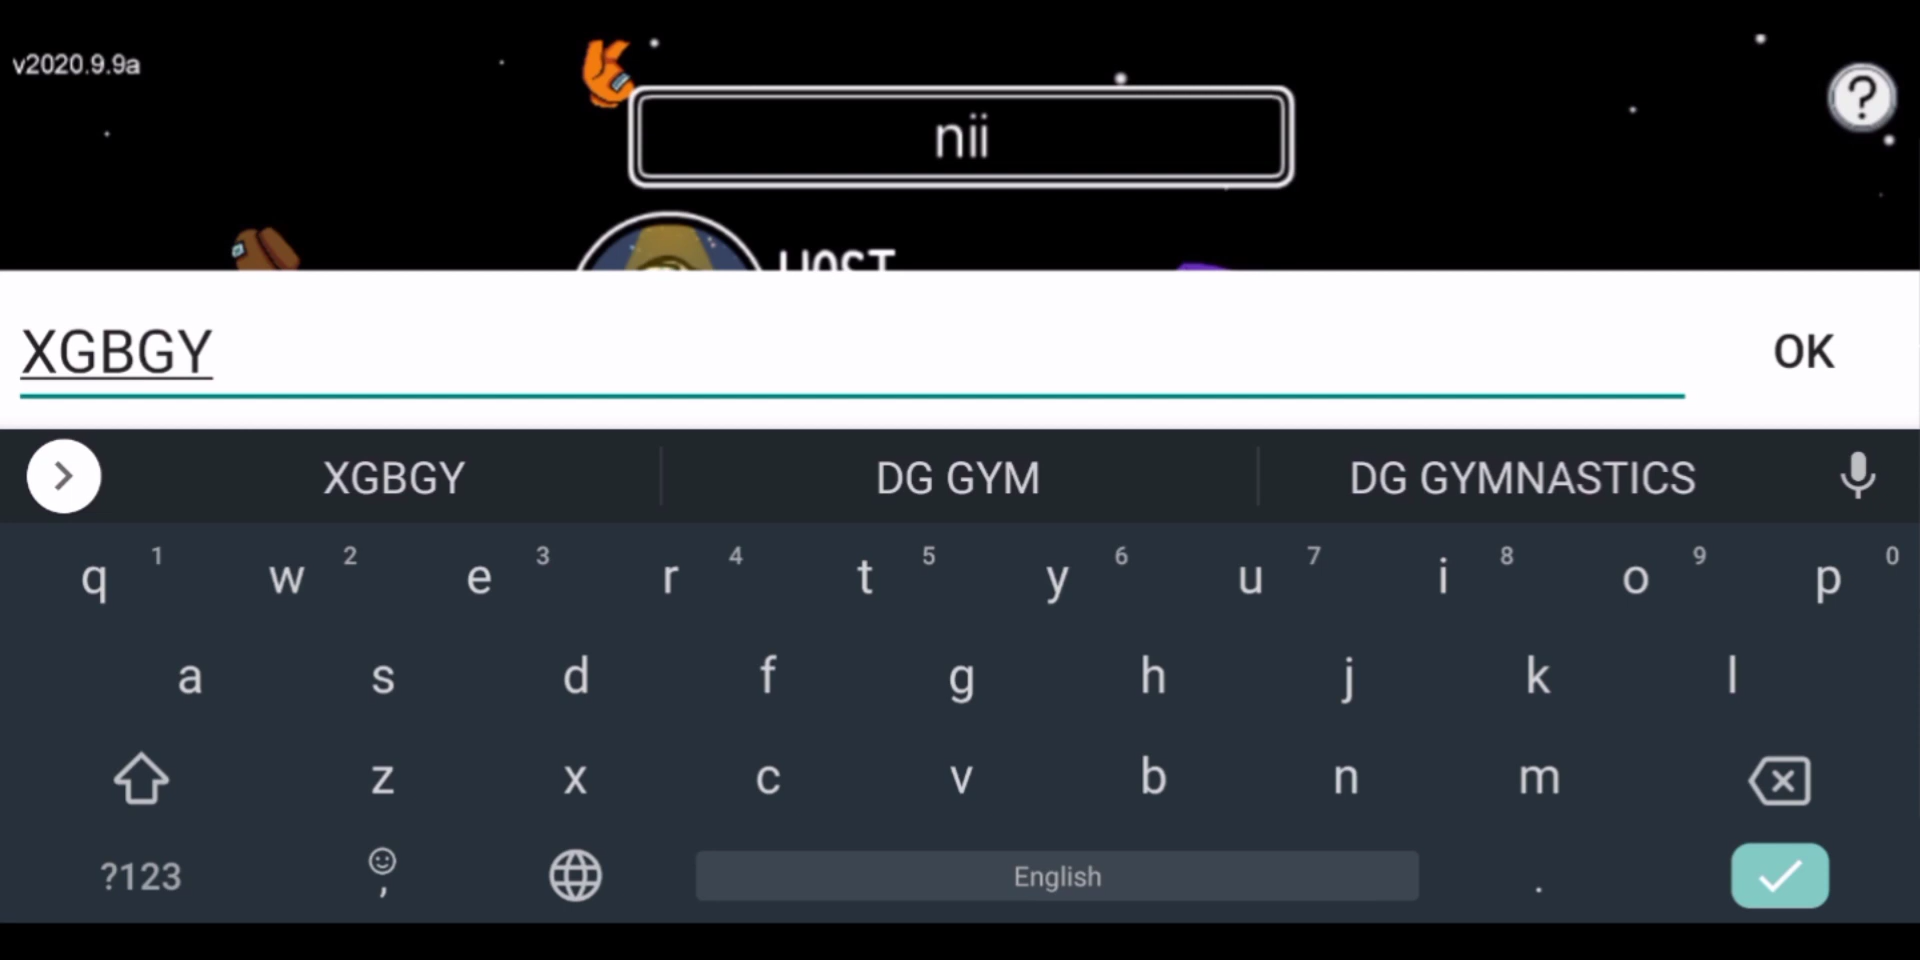 v2020.9.9a
?
nii
HOST
XGBGY
OK
XGBGY DG GYM DG GYMNASTICS
q 1 w 2 e 3 r 4 t 5 y 6 u 7 i 8 o 9 p 0
a s d f g h j k l
z x c v b n m
?123 , English .